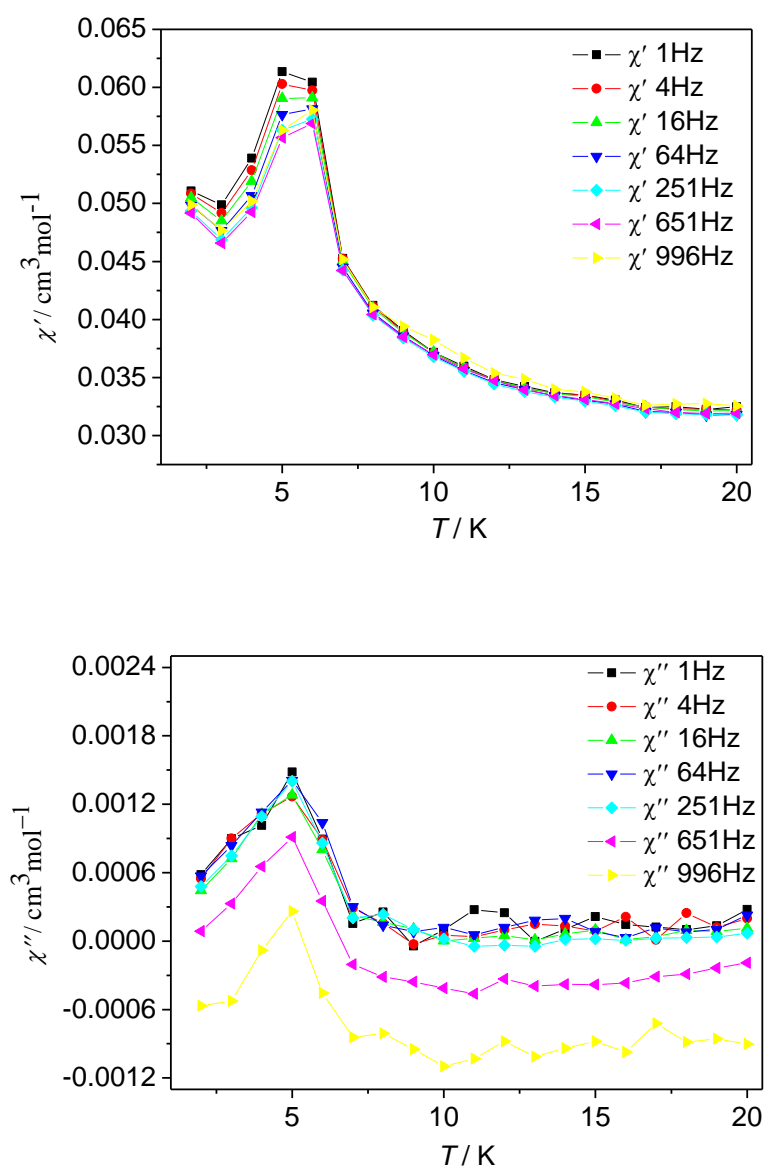 0.065
0.060
0.055
0.050
0.045
0.040
0.035
0.030
χ′ / cm³mol⁻¹
χ′ 1Hz
χ′ 4Hz
χ′ 16Hz
χ′ 64Hz
χ′ 251Hz
χ′ 651Hz
χ′ 996Hz
5 10 15 20
T / K
0.0024
0.0018
0.0012
0.0006
0.0000
-0.0006
-0.0012
χ″ / cm³mol⁻¹
χ″ 1Hz
χ″ 4Hz
χ″ 16Hz
χ″ 64Hz
χ″ 251Hz
χ″ 651Hz
χ″ 996Hz
5 10 15 20
T / K